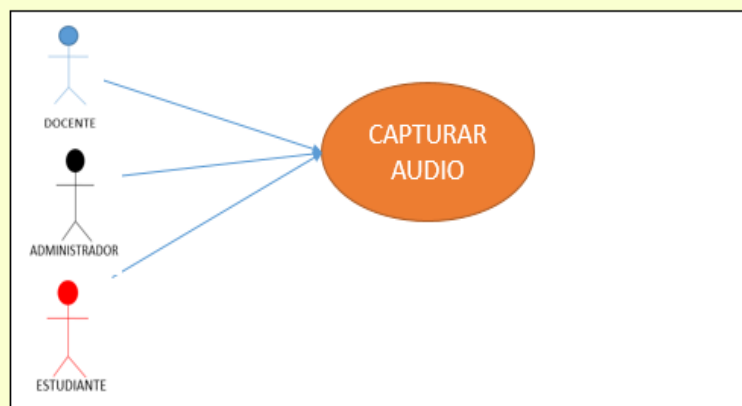 DOCENTE
ADMINISTRADOR
ESTUDIANTE
CAPTURAR
AUDIO